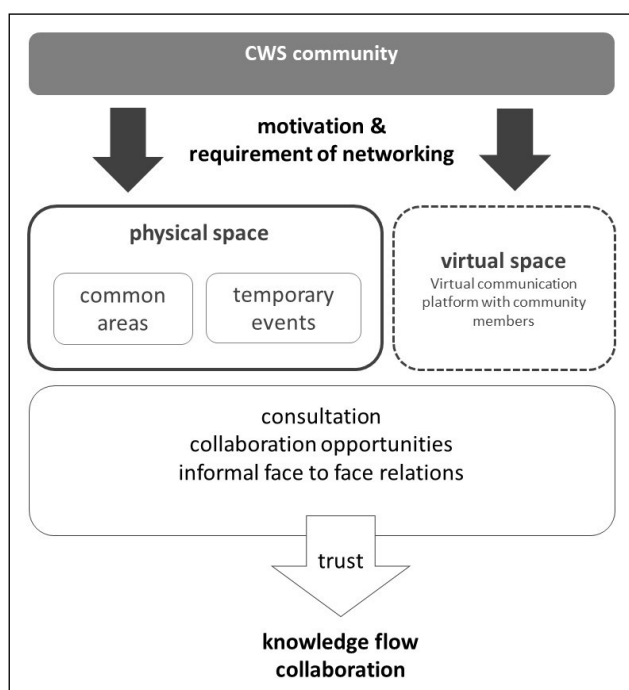 CWS community
motivation &
requirement of networking
physical space
common
areas
temporary
events
virtual space
Virtual communication
platform with community
members
consultation
collaboration opportunities
informal face to face relations
trust
knowledge flow
collaboration